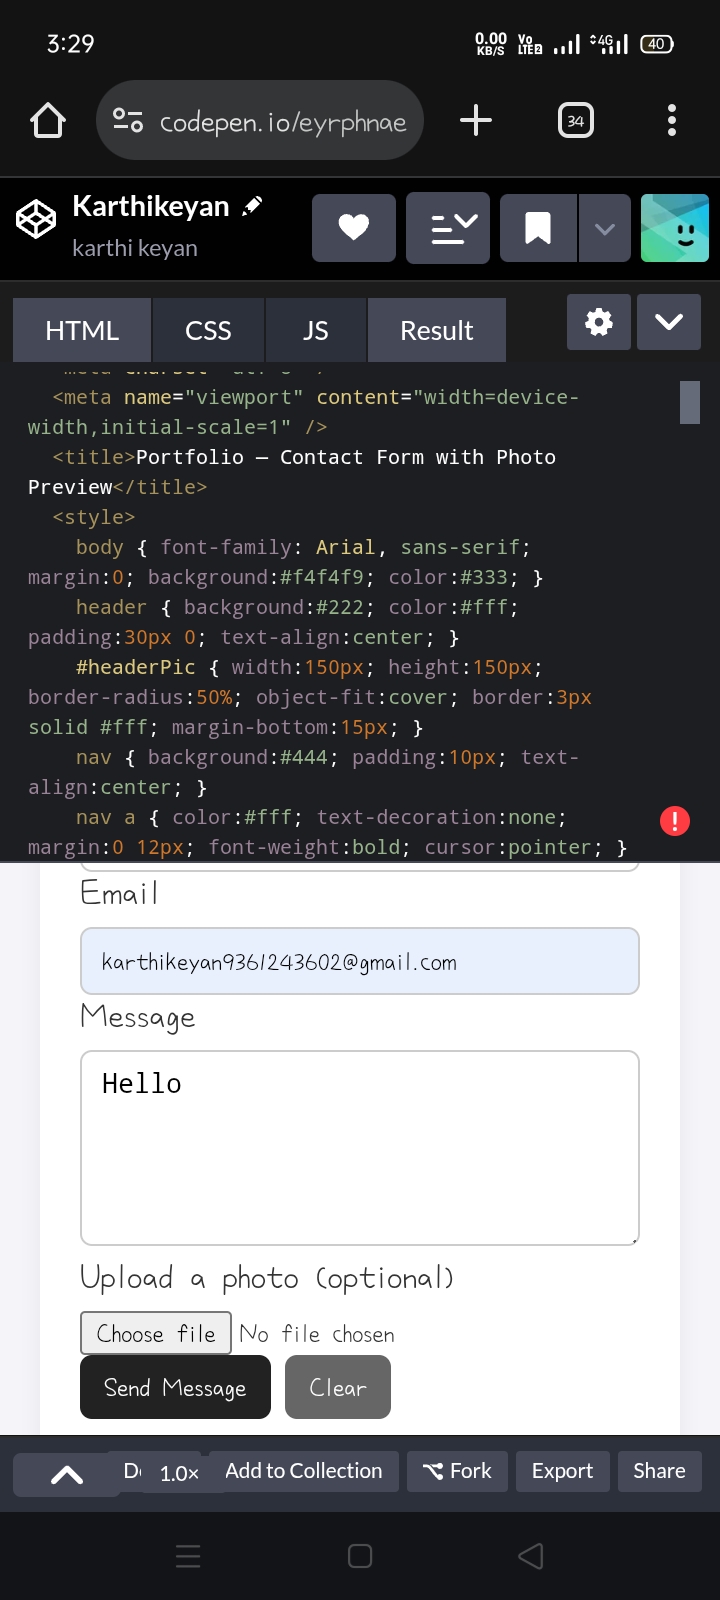 3:29
0.00 KB/S
Vo LTE2
4G
40
codepen.io/eyrphnae
34
Karthikeyan
karthi keyan
HTML
CSS
JS
Result
<meta name="viewport" content="width=device-
width,initial-scale=1" />
<title>Portfolio — Contact Form with Photo
Preview</title>
<style>
body { font-family: Arial, sans-serif;
margin:0; background:#f4f4f9; color:#333; }
header { background:#222; color:#fff;
padding:30px 0; text-align:center; }
#headerPic { width:150px; height:150px;
border-radius:50%; object-fit:cover; border:3px
solid #fff; margin-bottom:15px; }
nav { background:#444; padding:10px; text-
align:center; }
nav a { color:#fff; text-decoration:none;
margin:0 12px; font-weight:bold; cursor:pointer; }
!
Email
karthikeyan9361243602@gmail.com
Message
Hello
Upload a photo (optional)
Choose file No file chosen
Send Message
Clear
1.0×
Add to Collection
Fork
Export
Share